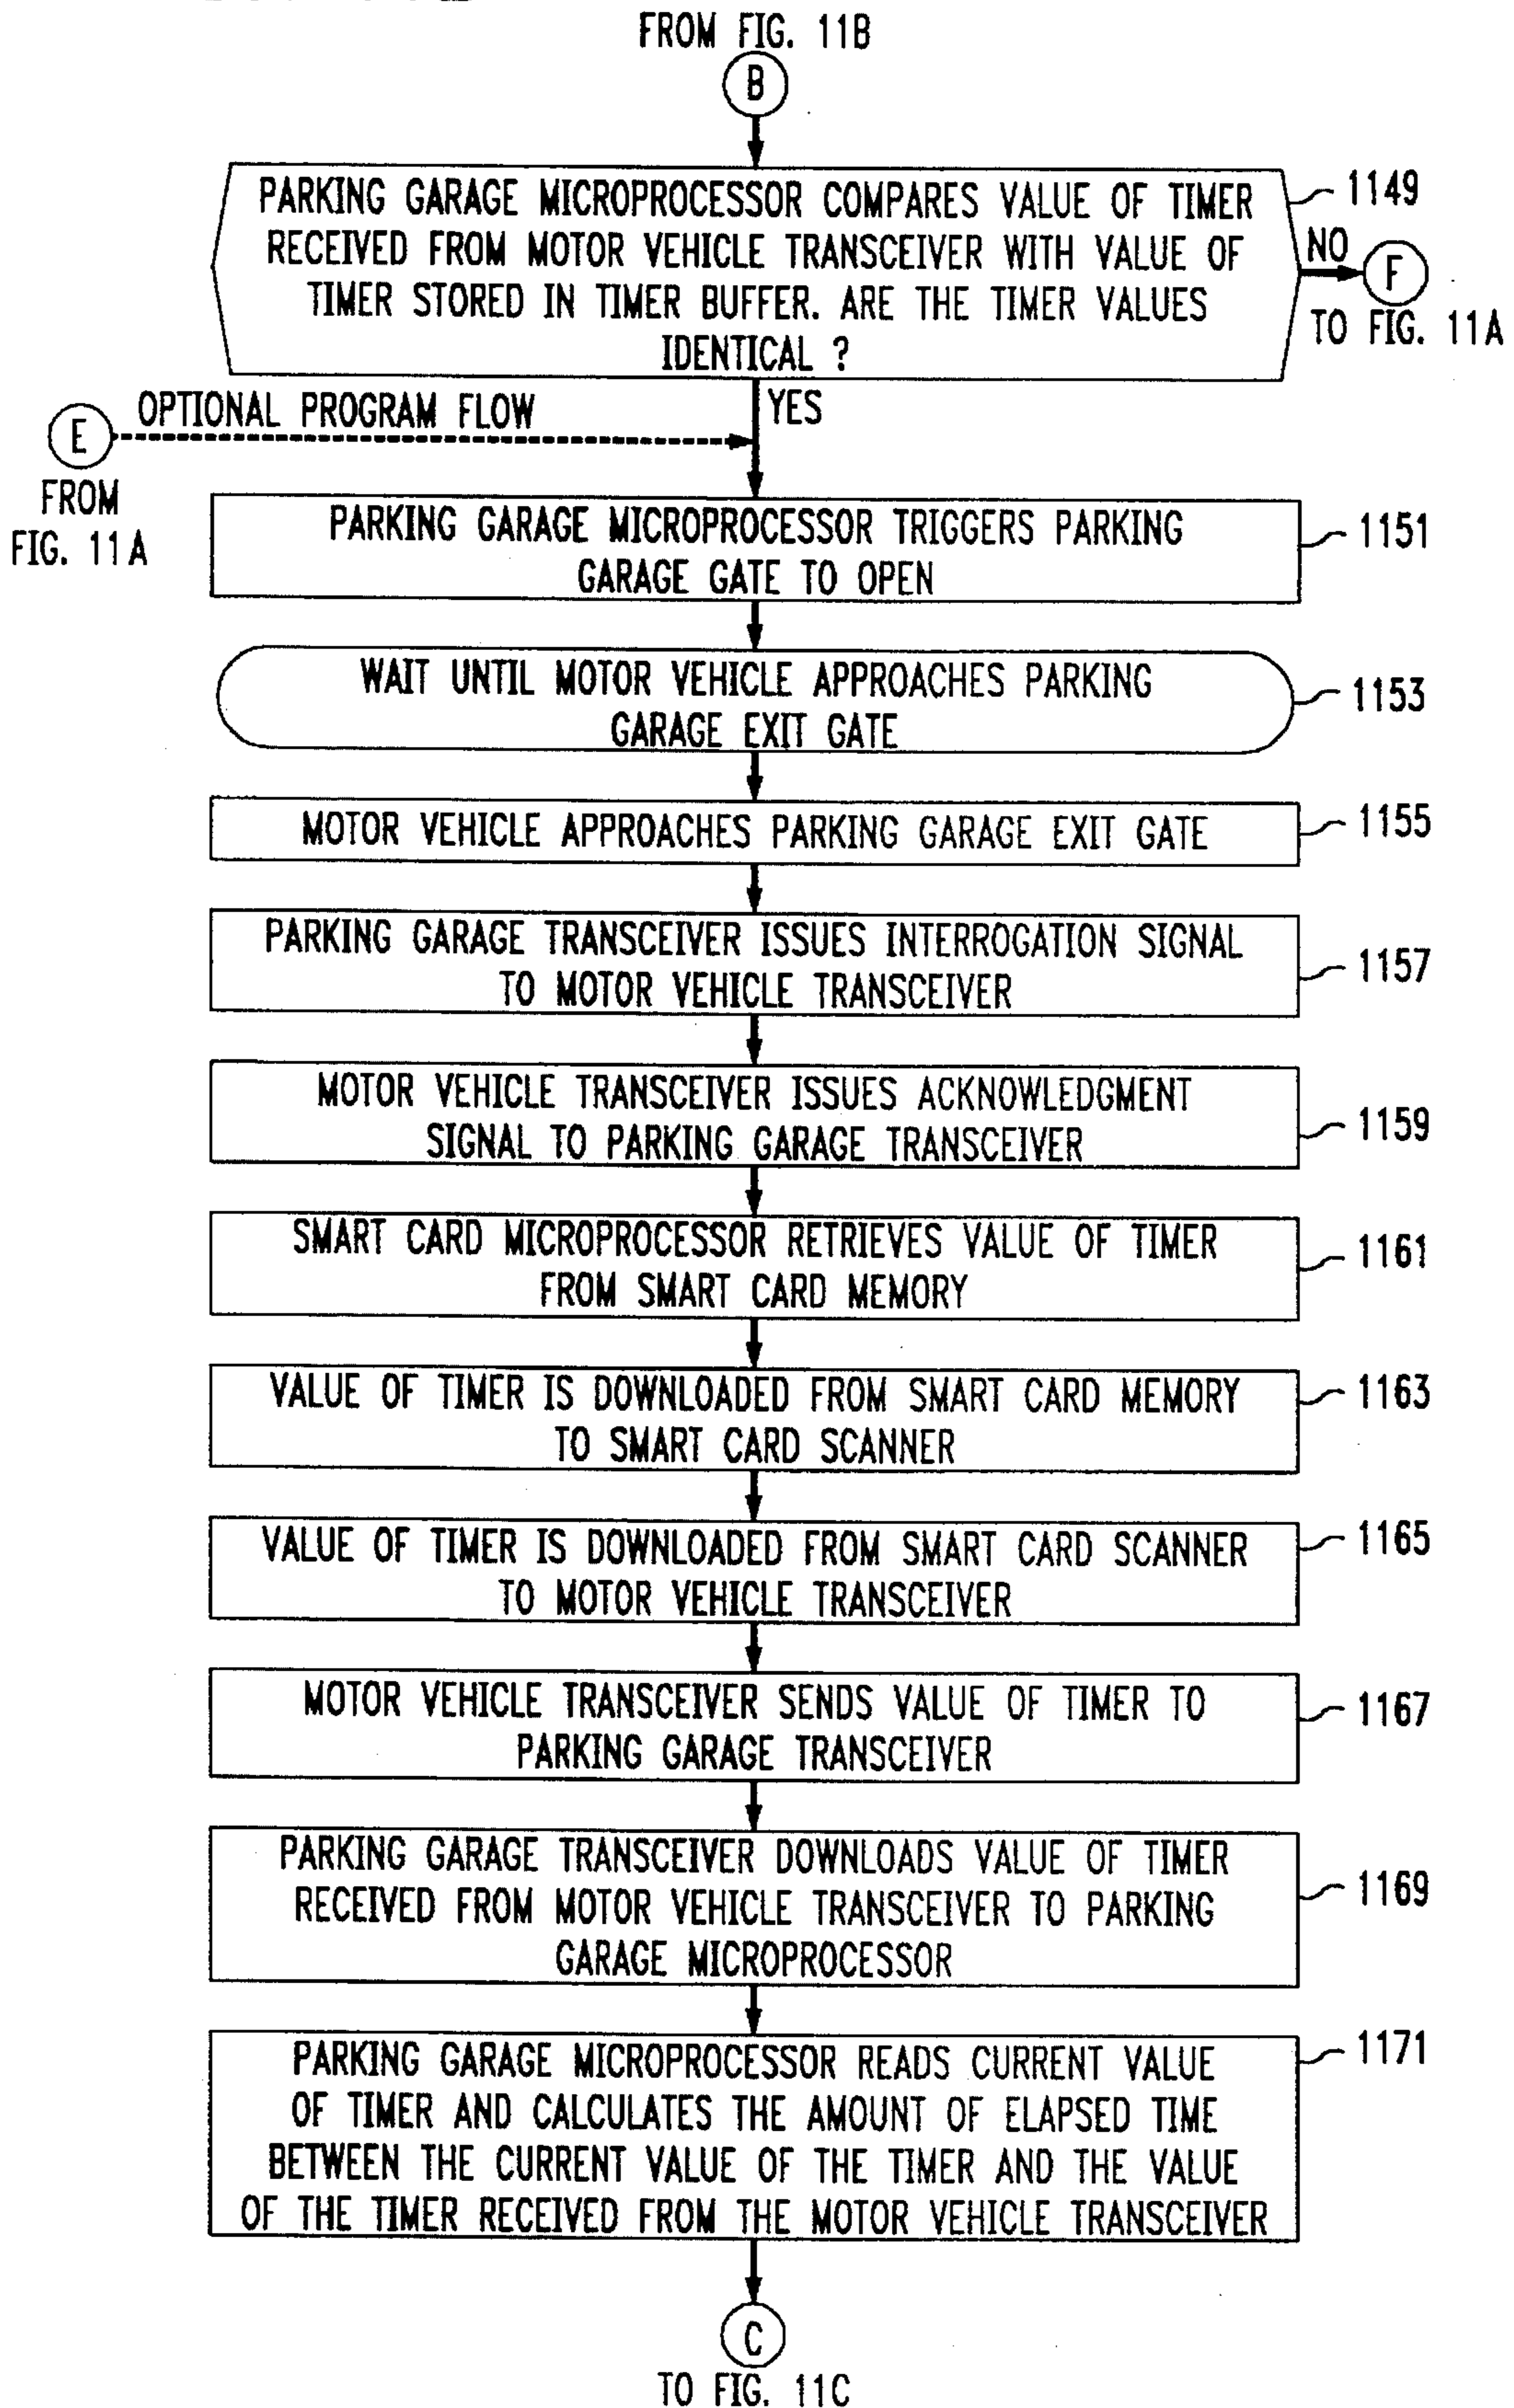 FROM FIG. 11B
B
PARKING GARAGE MICROPROCESSOR COMPARES VALUE OF TIMER
RECEIVED FROM MOTOR VEHICLE TRANSCEIVER WITH VALUE OF
TIMER STORED IN TIMER BUFFER. ARE THE TIMER VALUES
IDENTICAL ?
1149
NO
F
TO FIG. 11A
YES
OPTIONAL PROGRAM FLOW
E
FROM
FIG. 11A
PARKING GARAGE MICROPROCESSOR TRIGGERS PARKING
GARAGE GATE TO OPEN
1151
WAIT UNTIL MOTOR VEHICLE APPROACHES PARKING
GARAGE EXIT GATE
1153
MOTOR VEHICLE APPROACHES PARKING GARAGE EXIT GATE
1155
PARKING GARAGE TRANSCEIVER ISSUES INTERROGATION SIGNAL
TO MOTOR VEHICLE TRANSCEIVER
1157
MOTOR VEHICLE TRANSCEIVER ISSUES ACKNOWLEDGMENT
SIGNAL TO PARKING GARAGE TRANSCEIVER
1159
SMART CARD MICROPROCESSOR RETRIEVES VALUE OF TIMER
FROM SMART CARD MEMORY
1161
VALUE OF TIMER IS DOWNLOADED FROM SMART CARD MEMORY
TO SMART CARD SCANNER
1163
VALUE OF TIMER IS DOWNLOADED FROM SMART CARD SCANNER
TO MOTOR VEHICLE TRANSCEIVER
1165
MOTOR VEHICLE TRANSCEIVER SENDS VALUE OF TIMER TO
PARKING GARAGE TRANSCEIVER
1167
PARKING GARAGE TRANSCEIVER DOWNLOADS VALUE OF TIMER
RECEIVED FROM MOTOR VEHICLE TRANSCEIVER TO PARKING
GARAGE MICROPROCESSOR
1169
PARKING GARAGE MICROPROCESSOR READS CURRENT VALUE
OF TIMER AND CALCULATES THE AMOUNT OF ELAPSED TIME
BETWEEN THE CURRENT VALUE OF THE TIMER AND THE VALUE
OF THE TIMER RECEIVED FROM THE MOTOR VEHICLE TRANSCEIVER
1171
C
TO FIG. 11C